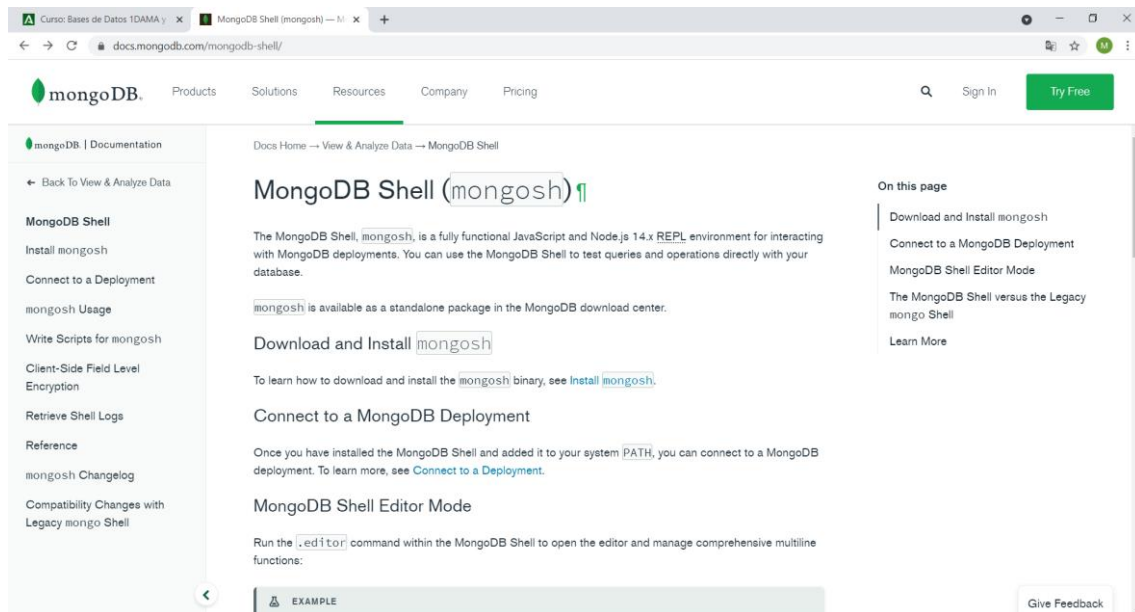 Curso: Bases de Datos 1DAMA y
MongoDB Shell (mongosh) — M
docs.mongodb.com/mongodb-shell/
M
mongoDB.
Products
Solutions
Resources
Company
Pricing
Sign In
Try Free
mongoDB. | Documentation
← Back To View & Analyze Data
MongoDB Shell
Install mongosh
Connect to a Deployment
mongosh Usage
Write Scripts for mongosh
Client-Side Field Level
Encryption
Retrieve Shell Logs
Reference
mongosh Changelog
Compatibility Changes with
Legacy mongo Shell
Docs Home → View & Analyze Data → MongoDB Shell
MongoDB Shell (mongosh) ¶
The MongoDB Shell, mongosh, is a fully functional JavaScript and Node.js 14.x REPL environment for interacting
with MongoDB deployments. You can use the MongoDB Shell to test queries and operations directly with your
database.
mongosh is available as a standalone package in the MongoDB download center.
Download and Install mongosh
To learn how to download and install the mongosh binary, see Install mongosh.
Connect to a MongoDB Deployment
Once you have installed the MongoDB Shell and added it to your system PATH, you can connect to a MongoDB
deployment. To learn more, see Connect to a Deployment.
MongoDB Shell Editor Mode
Run the .editor command within the MongoDB Shell to open the editor and manage comprehensive multiline
functions:
EXAMPLE
On this page
Download and Install mongosh
Connect to a MongoDB Deployment
MongoDB Shell Editor Mode
The MongoDB Shell versus the Legacy
mongo Shell
Learn More
Give Feedback